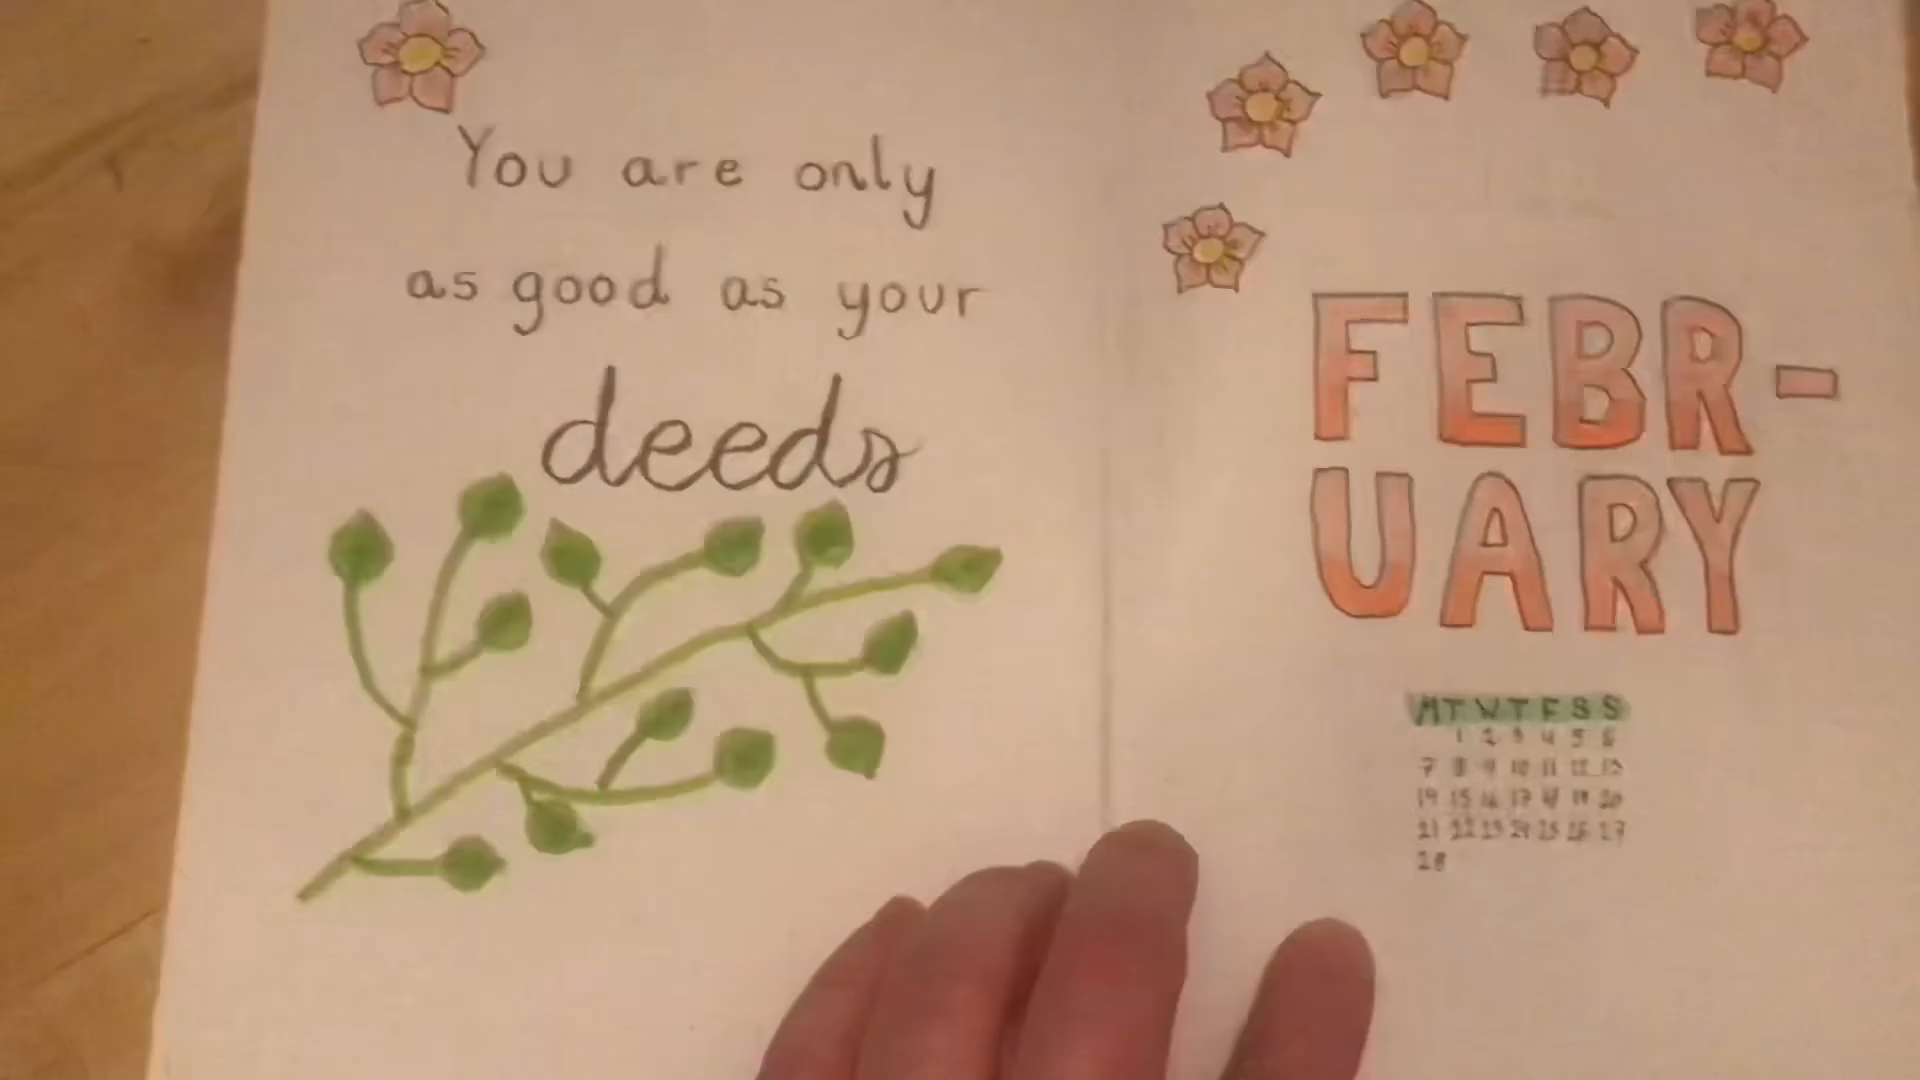 You are only
as good as your
deeds
FEBR-
UARY
M T W T F S S
1 2 3 4 5 6
7 8 9 10 11 12 13
14 15 16 17 18 19 20
21 22 23 24 25 26 27
28